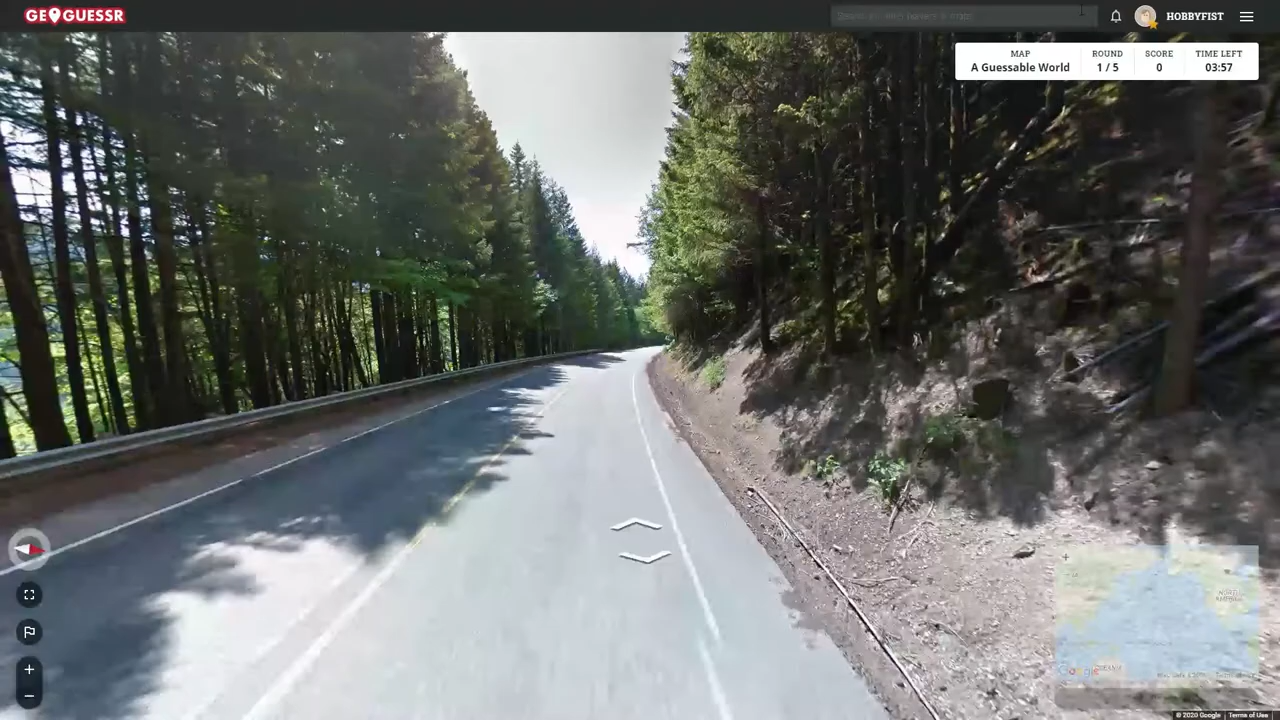 GEOGUESSR
HOBBYFIST
MAP
A Guessable World
ROUND
1 / 5
SCORE
0
TIME LEFT
03:57
Google
© 2020 Google
Terms of Use